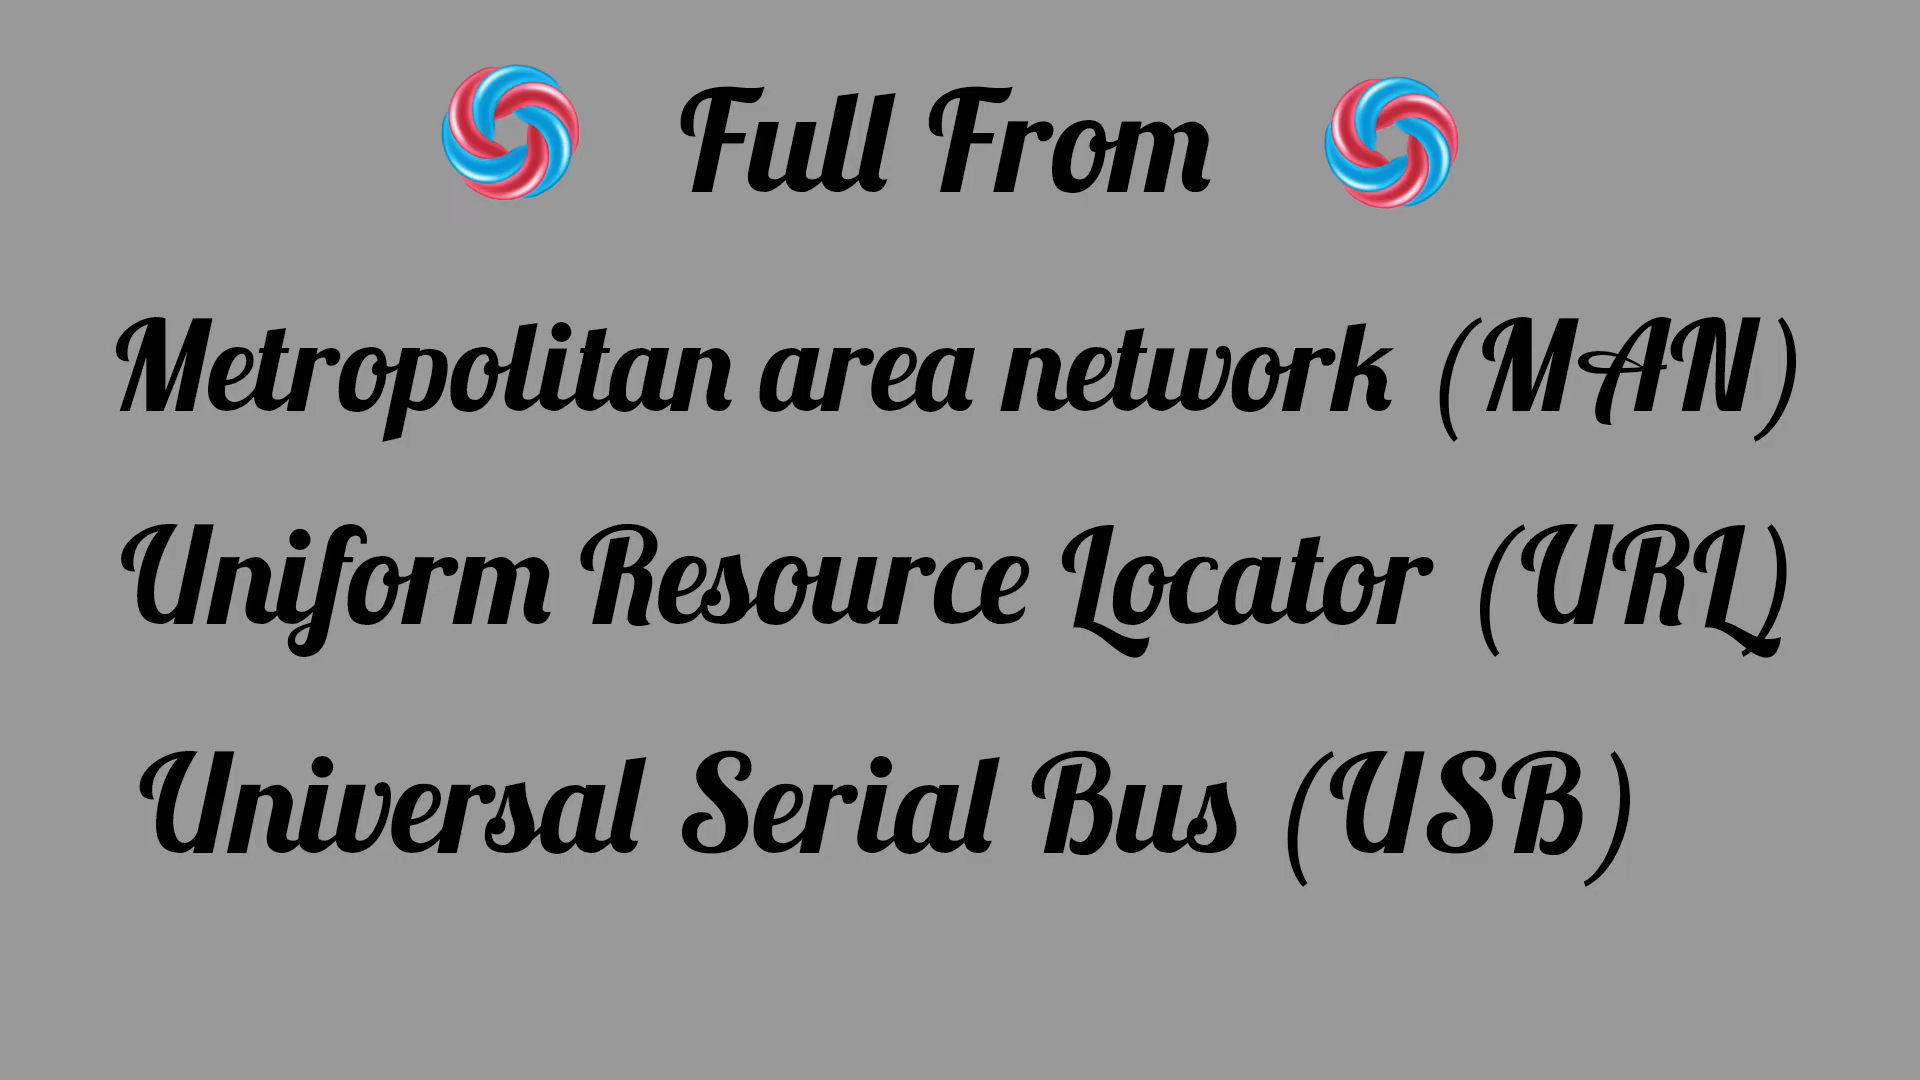 Full From
Metropolitan area network (MAN)
Uniform Resource Locator (URL)
Universal Serial Bus (USB)